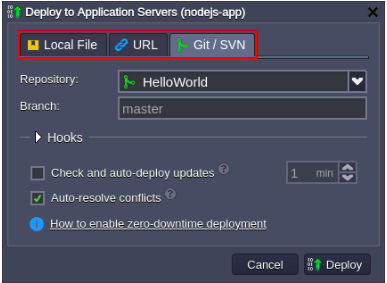 Deploy to Application Servers (nodejs-app)
Local File URL Git / SVN
Repository: HelloWorld
Branch: master
Hooks
Check and auto-deploy updates ? 1 min
Auto-resolve conflicts ?
How to enable zero-downtime deployment
Cancel Deploy